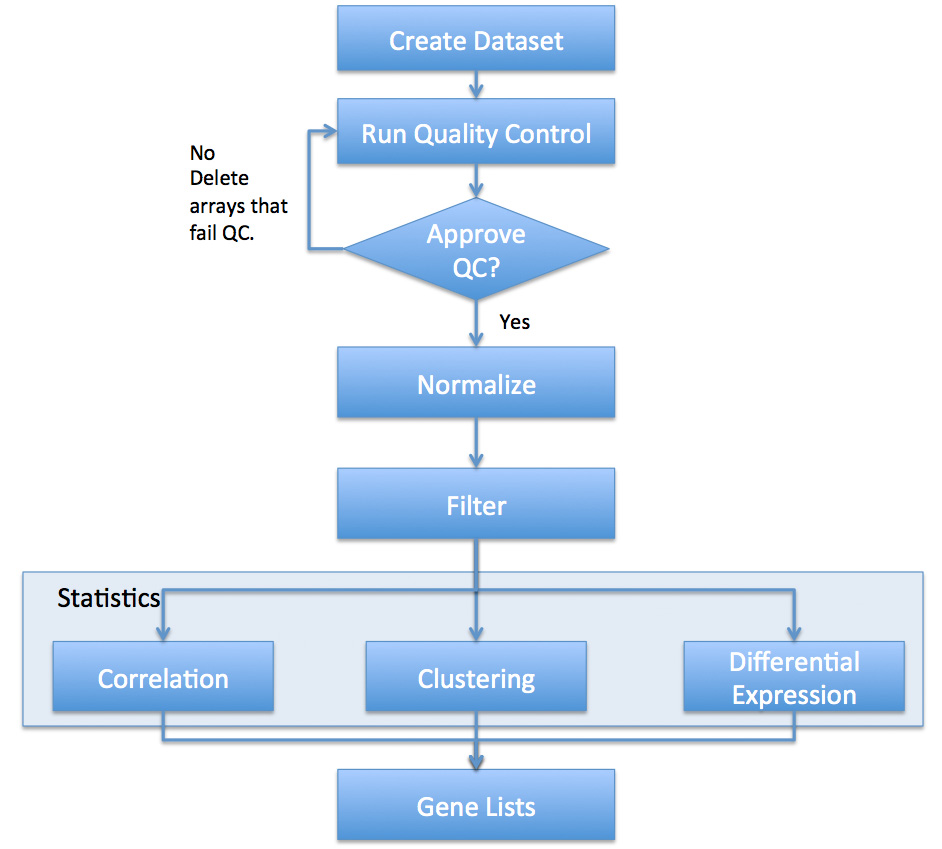 Create Dataset
Run Quality Control
No
Delete
arrays that
fail QC.
Approve
QC?
Yes
Normalize
Filter
Statistics
Correlation
Clustering
Differential
Expression
Gene Lists